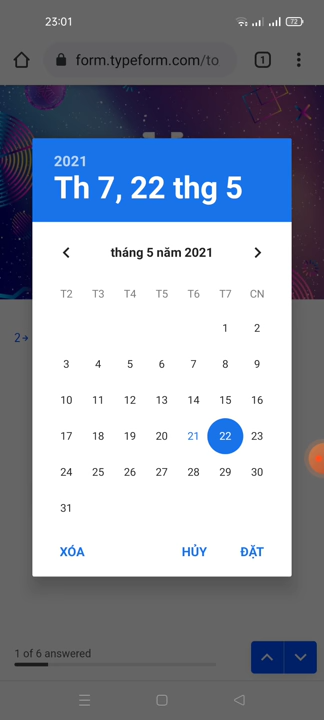 23:01
72
form.typeform.com/to
1
2021
Th 7, 22 thg 5
tháng 5 năm 2021
T2 T3 T4 T5 T6 T7 CN
1 2
3 4 5 6 7 8 9
10 11 12 13 14 15 16
17 18 19 20 21 22 23
24 25 26 27 28 29 30
31
2→
XÓA HỦY ĐẶT
1 of 6 answered